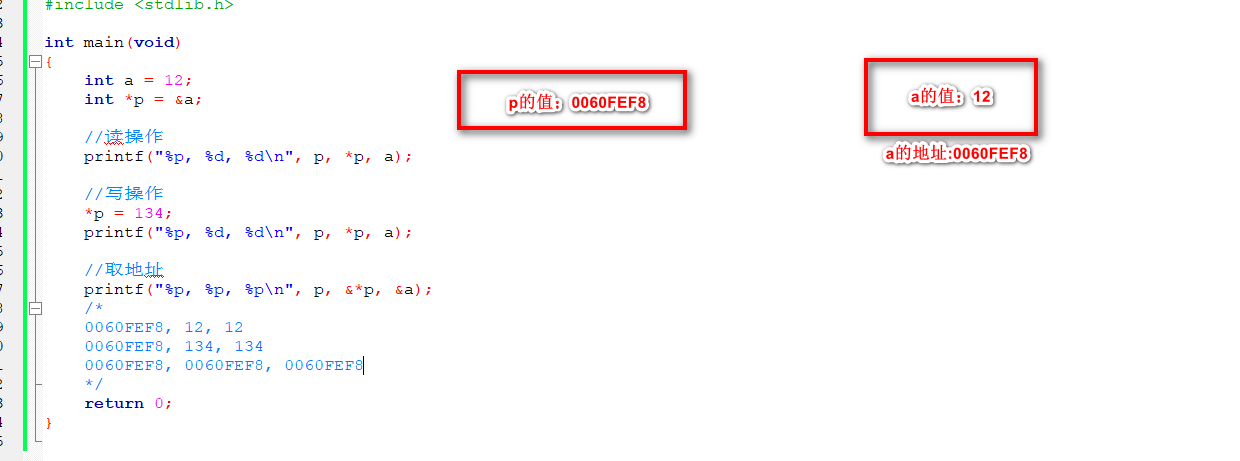 #include <stdlib.h>
int main(void)
{
int a = 12;
int *p = &a;
p的值：0060FEF8
a的值：12
a的地址:0060FEF8
//读操作
printf("%p, %d, %d\n", p, *p, a);
//写操作
*p = 134;
printf("%p, %d, %d\n", p, *p, a);
//取地址
printf("%p, %p, %p\n", p, &*p, &a);
/*
0060FEF8, 12, 12
0060FEF8, 134, 134
0060FEF8, 0060FEF8, 0060FEF8
*/
return 0;
}